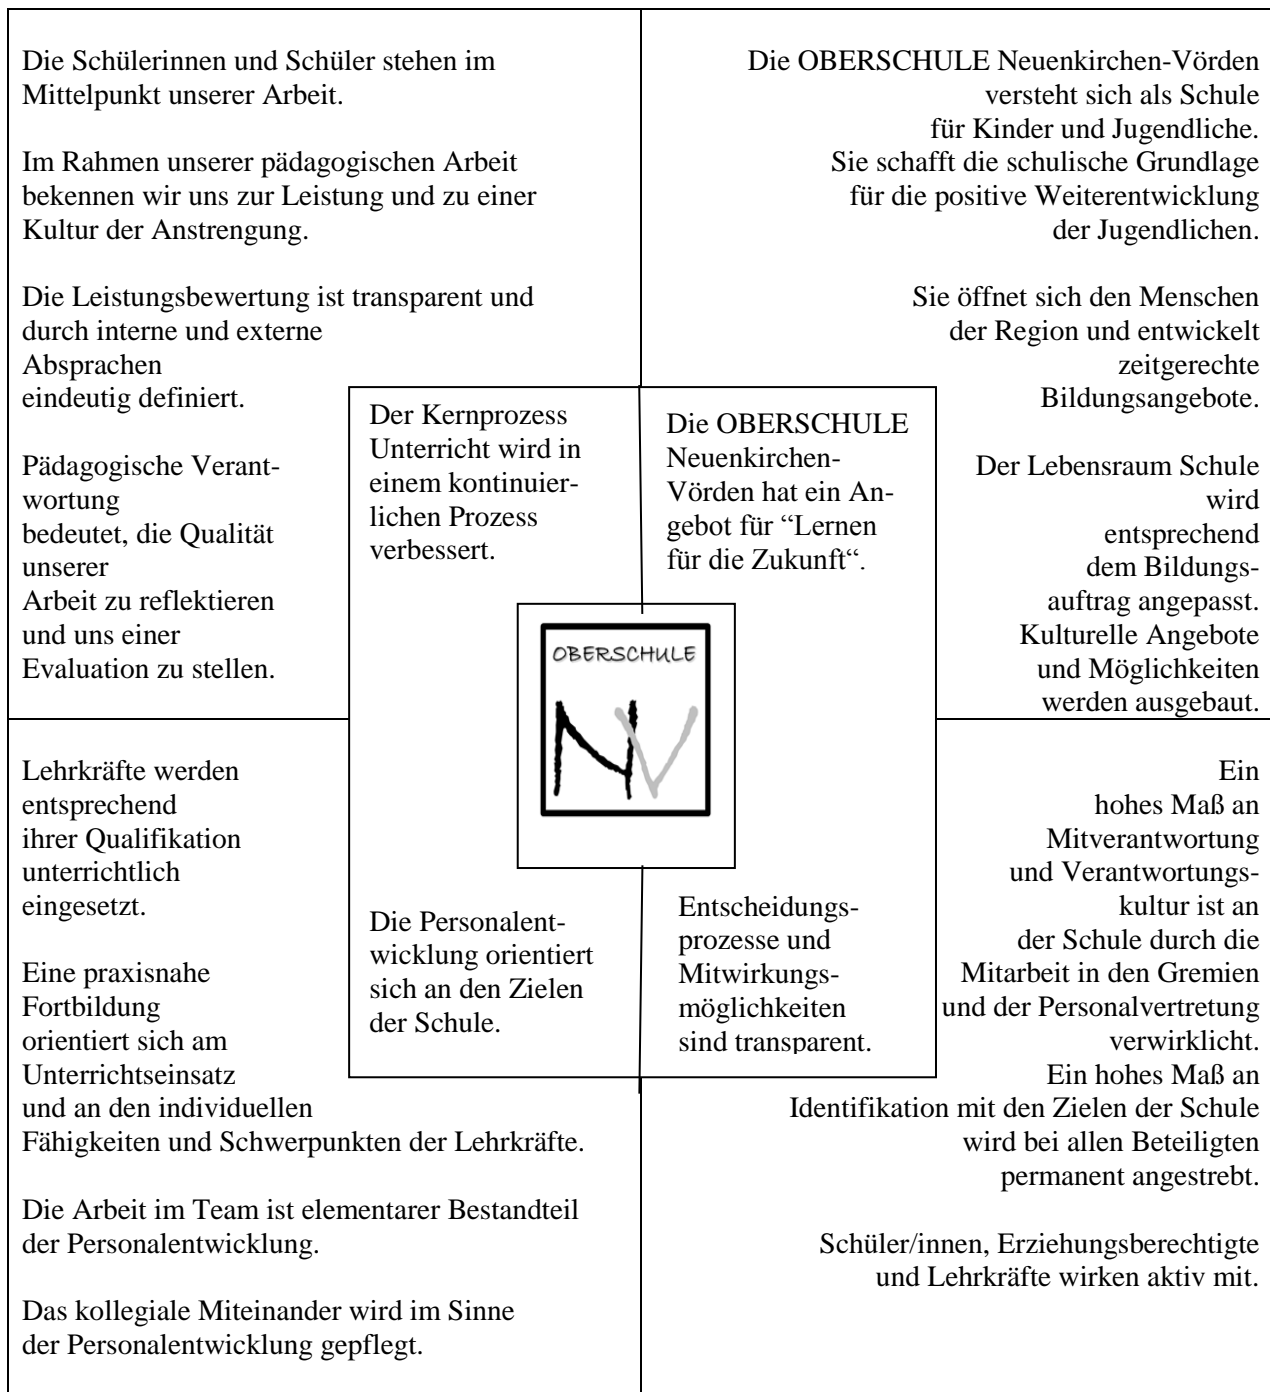 Die Schülerinnen und Schüler stehen im
Mittelpunkt unserer Arbeit.
Im Rahmen unserer pädagogischen Arbeit
bekennen wir uns zur Leistung und zu einer
Kultur der Anstrengung.
Die Leistungsbewertung ist transparent und
durch interne und externe
Absprachen
eindeutig definiert.
Pädagogische Verant-
wortung
bedeutet, die Qualität
unserer
Arbeit zu reflektieren
und uns einer
Evaluation zu stellen.
Die OBERSCHULE Neuenkirchen-Vörden
versteht sich als Schule
für Kinder und Jugendliche.
Sie schafft die schulische Grundlage
für die positive Weiterentwicklung
der Jugendlichen.
Sie öffnet sich den Menschen
der Region und entwickelt
zeitgerechte
Bildungsangebote.
Der Lebensraum Schule
wird
entsprechend
dem Bildungs-
auftrag angepasst.
Kulturelle Angebote
und Möglichkeiten
werden ausgebaut.
Der Kernprozess
Unterricht wird in
einem kontinuier-
lichen Prozess
verbessert.
Die OBERSCHULE
Neuenkirchen-
Vörden hat ein An-
gebot für “Lernen
für die Zukunft“.
OBERSCHULE
NV
Die Personalent-
wicklung orientiert
sich an den Zielen
der Schule.
Entscheidungs-
prozesse und
Mitwirkungs-
möglichkeiten
sind transparent.
Lehrkräfte werden
entsprechend
ihrer Qualifikation
unterrichtlich
eingesetzt.
Eine praxisnahe
Fortbildung
orientiert sich am
Unterrichtseinsatz
und an den individuellen
Fähigkeiten und Schwerpunkten der Lehrkräfte.
Die Arbeit im Team ist elementarer Bestandteil
der Personalentwicklung.
Das kollegiale Miteinander wird im Sinne
der Personalentwicklung gepflegt.
Ein
hohes Maß an
Mitverantwortung
und Verantwortungs-
kultur ist an
der Schule durch die
Mitarbeit in den Gremien
und der Personalvertretung
verwirklicht.
Ein hohes Maß an
Identifikation mit den Zielen der Schule
wird bei allen Beteiligten
permanent angestrebt.
Schüler/innen, Erziehungsberechtigte
und Lehrkräfte wirken aktiv mit.